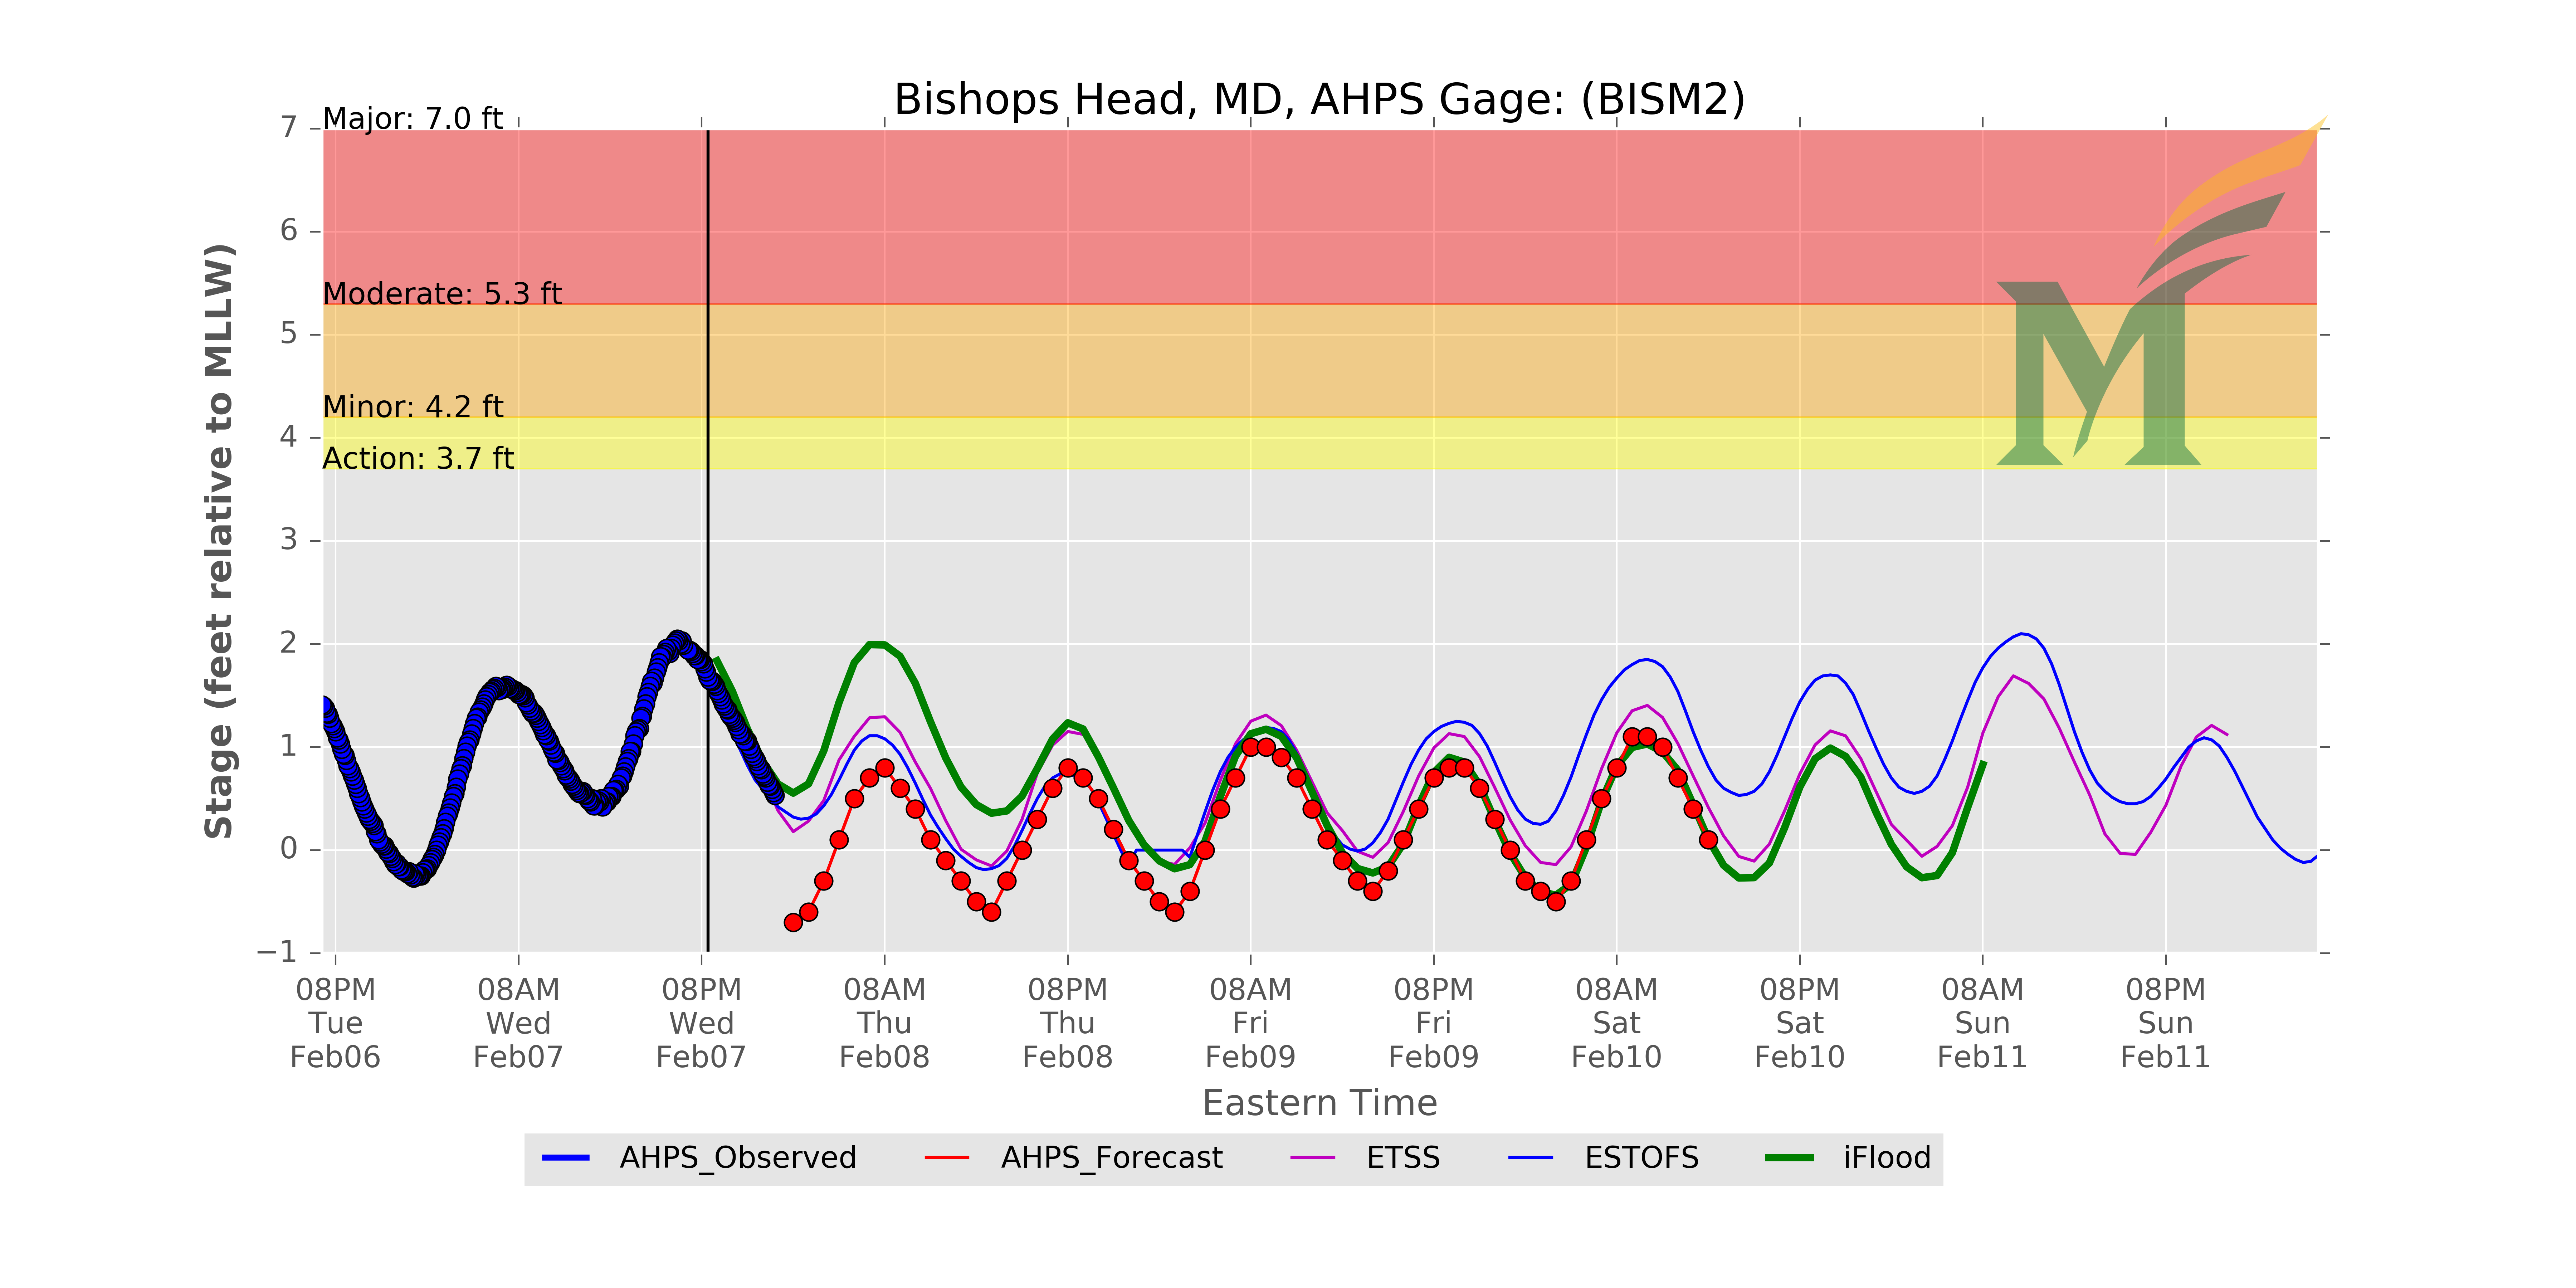 Bishops Head, MD, AHPS Gage: (BISM2)
Major: 7.0 ft
Moderate: 5.3 ft
Minor: 4.2 ft
Action: 3.7 ft
7
6
5
4
3
2
1
0
−1
Stage (feet relative to MLLW)
08PM 08AM 08PM 08AM 08PM 08AM 08PM 08AM 08PM 08AM 08PM
Tue Wed Wed Thu Thu Fri Fri Sat Sat Sun Sun
Feb06 Feb07 Feb07 Feb08 Feb08 Feb09 Feb09 Feb10 Feb10 Feb11 Feb11
Eastern Time
AHPS_Observed AHPS_Forecast ETSS ESTOFS iFlood
M